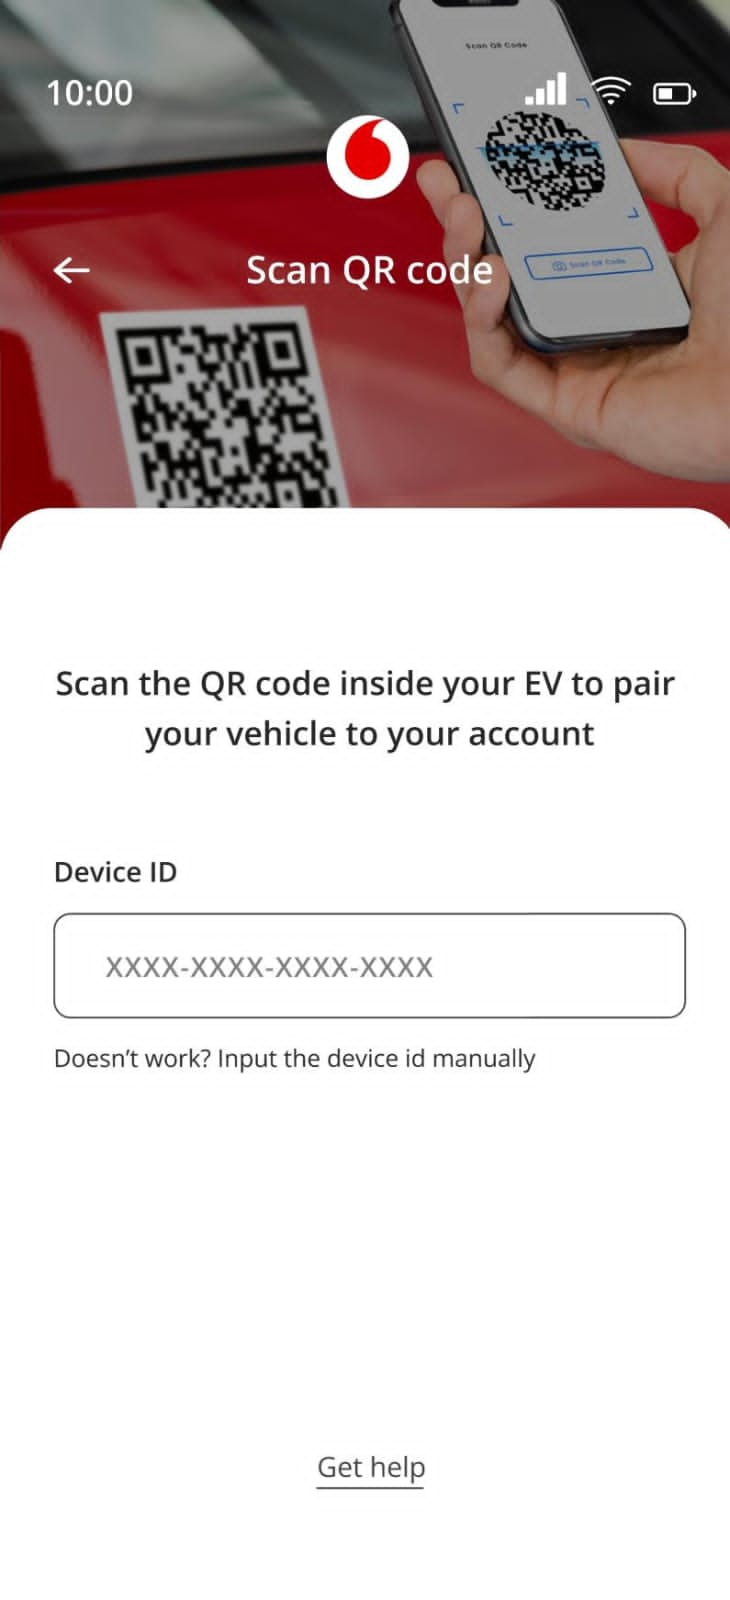 Scan QR Code
10:00
Scan QR code
Scan QR Code
Scan the QR code inside your EV to pair
your vehicle to your account
Device ID
XXXX-XXXX-XXXX-XXXX
Doesn’t work? Input the device id manually
Get help